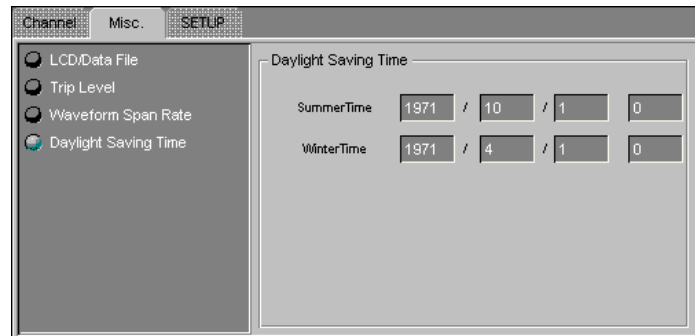 Channel Misc. SETUP
LCD/Data File
Trip Level
Waveform Span Rate
Daylight Saving Time
Daylight Saving Time
SummerTime 1971 / 10 / 1 0
WinterTime 1971 / 4 / 1 0